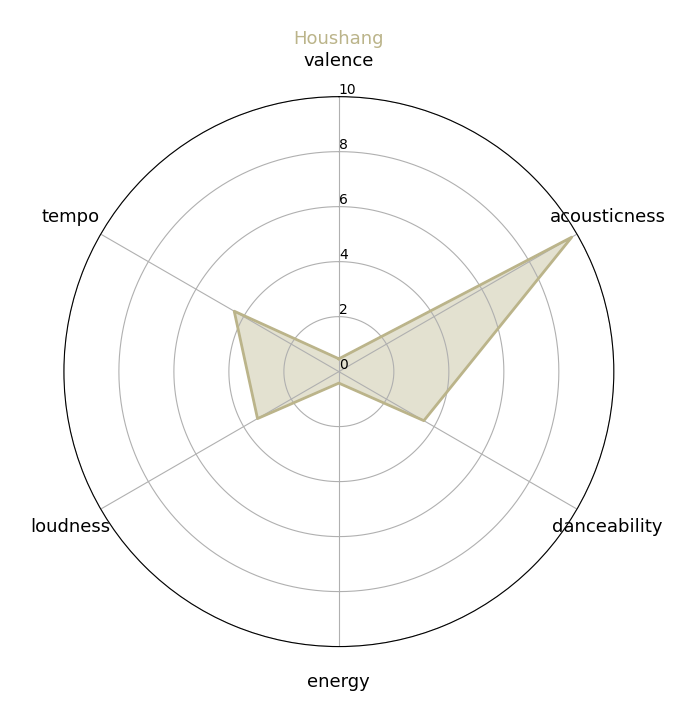 Houshang
valence
10
8
6
4
2
0
tempo
acousticness
loudness
danceability
energy